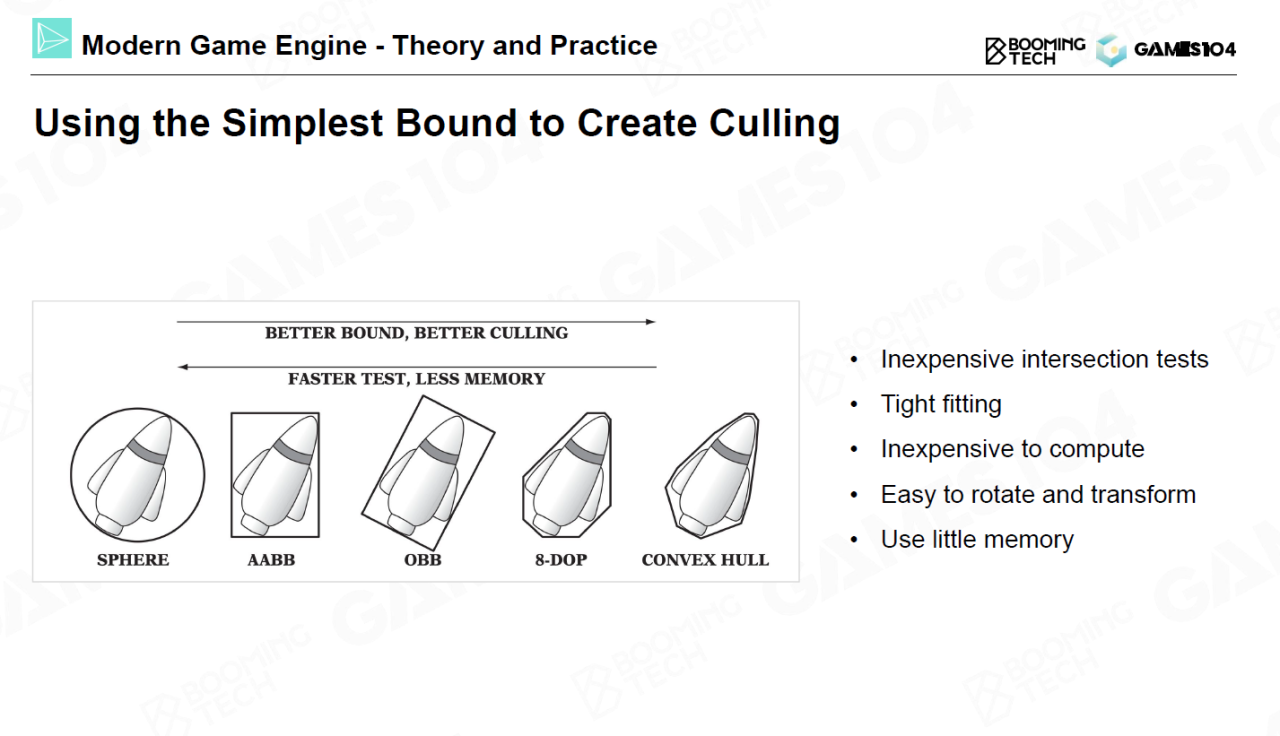 Modern Game Engine - Theory and Practice
BOOMING
TECH
GAMES104
Using the Simplest Bound to Create Culling
BETTER BOUND, BETTER CULLING
FASTER TEST, LESS MEMORY
SPHERE
AABB
OBB
8-DOP
CONVEX HULL
• Inexpensive intersection tests
• Tight fitting
• Inexpensive to compute
• Easy to rotate and transform
• Use little memory